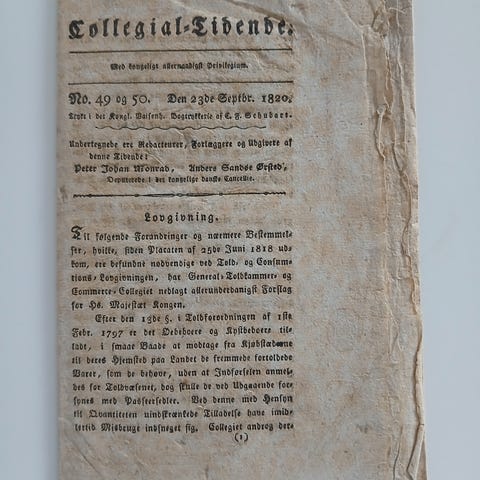 Collegial-Tidende.
Med kongeligt allernaadigst Privilegium.
No. 49 og 50. Den 23de Septbr. 1820.
Trykt i det Kongl. Vaisenh. Bogtrykkerie af C. F. Schubart.
Undertegnede ere Redacteurer, Forlæggere og Udgivere af
denne Tidende:
Peter Johan Monrad, Anders Sandøe Ørsted,
Deputerede i det kongelige danske Cancellie.
Lovgivning.
Til følgende Forandringer og nærmere Bestemmel-
ser, hvilke, siden Placaten af 25de Juni 1818 ud-
kom, ere befundne nødvendige ved Told- og Consum-
tions-Lovgivningen, har General-Toldkammer- og
Commerce-Collegiet nedlagt allerunderdanigst Forslag
for Hs. Majestæt Kongen.
Efter den 13de §. i Toldforordningen af 1ste
Febr. 1797 er det Øeboere og Kystboere til-
ladt, i smaae Baade at modtage fra Kjøbstæderne
til deres Hjemsted paa Landet de fremmede fortoldede
Varer, som de behøve, uden at Indførselen anmel-
des for Toldvæsenet, dog skulle de ved Udgaaende for-
synes med Passeersedler. Ved denne med Hensyn
til Qvantiteten uindskrænkede Tilladelse have imid-
lertid Misbruge indsneget sig. Collegiet androg der-
(1)